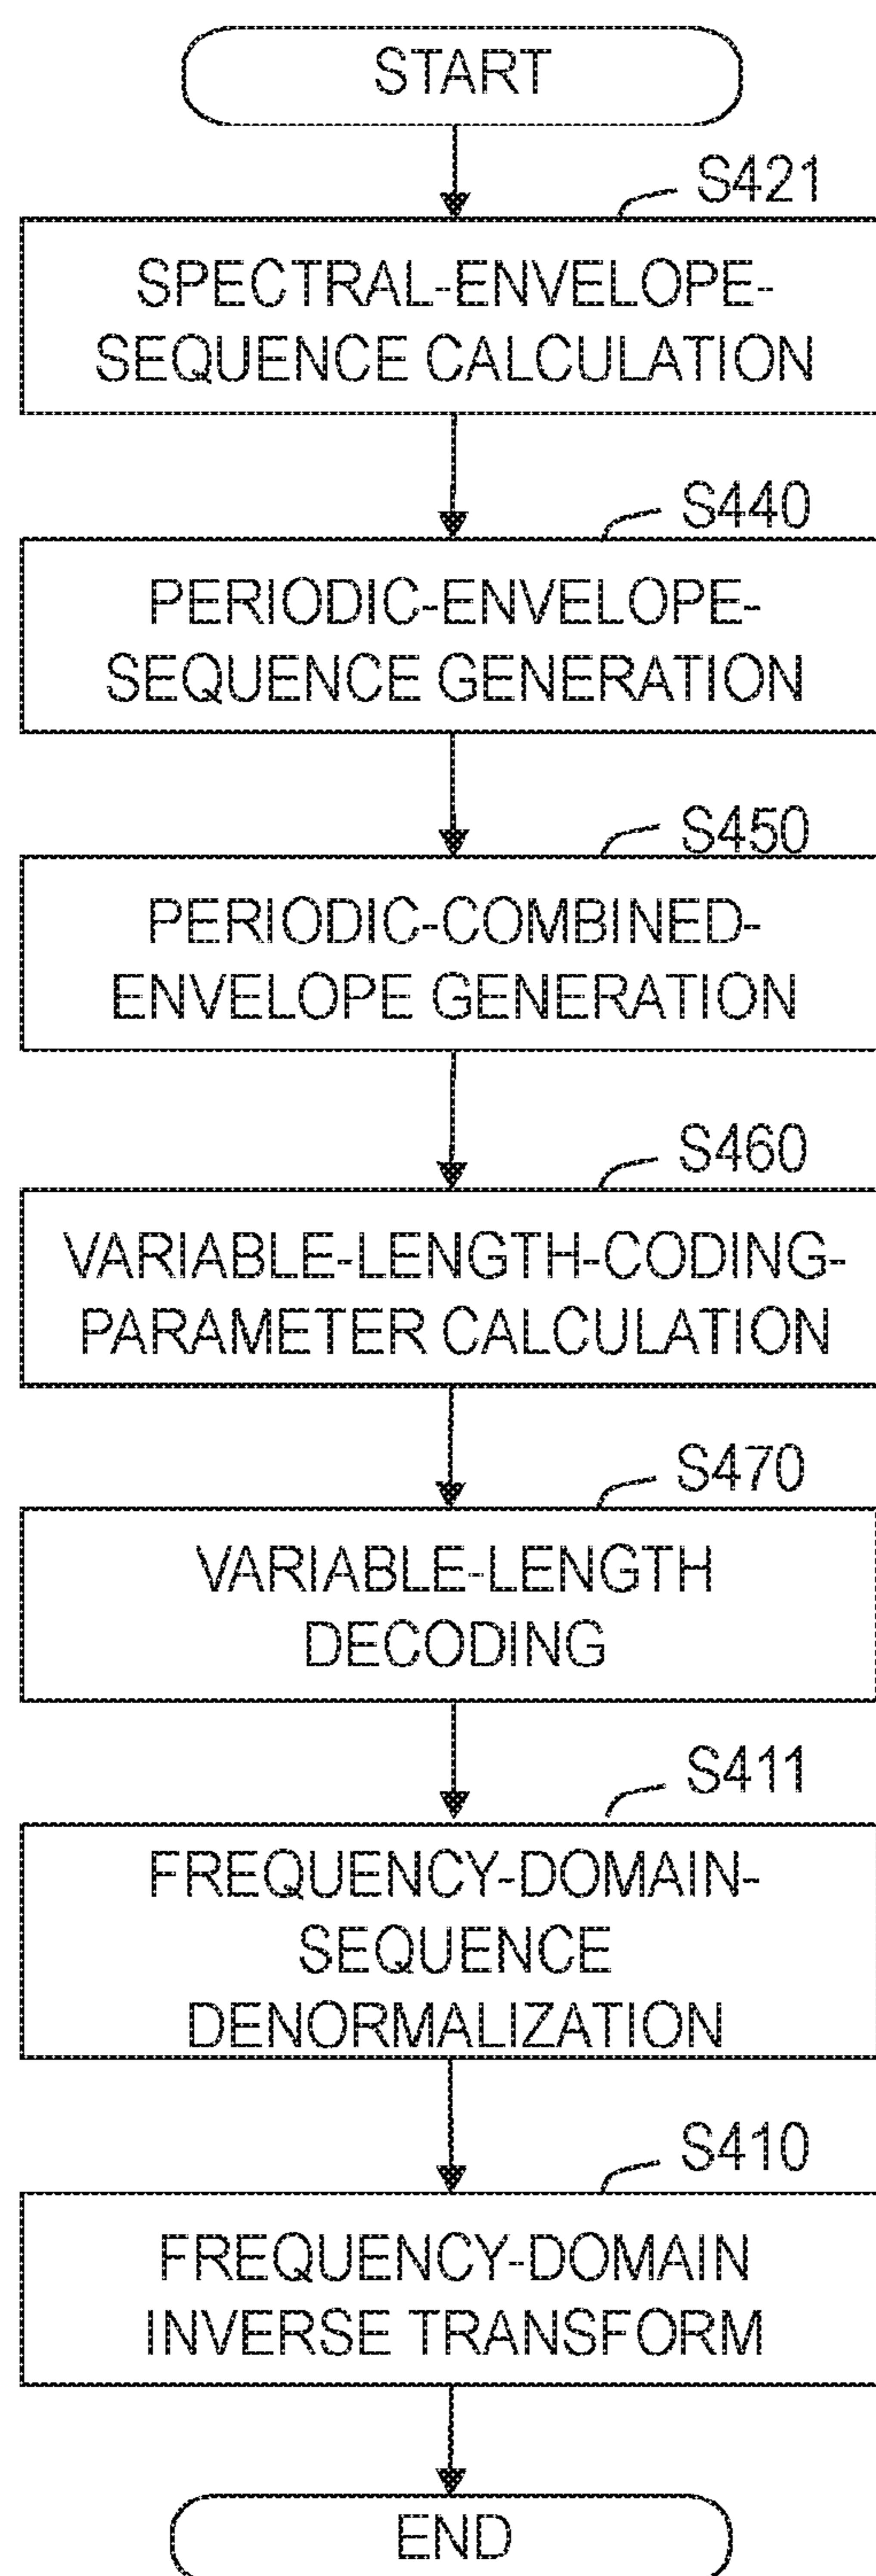 START
S421
SPECTRAL-ENVELOPE-
SEQUENCE CALCULATION
S440
PERIODIC-ENVELOPE-
SEQUENCE GENERATION
S450
PERIODIC-COMBINED-
ENVELOPE GENERATION
S460
VARIABLE-LENGTH-CODING-
PARAMETER CALCULATION
S470
VARIABLE-LENGTH
DECODING
S411
FREQUENCY-DOMAIN-
SEQUENCE
DENORMALIZATION
S410
FREQUENCY-DOMAIN
INVERSE TRANSFORM
END